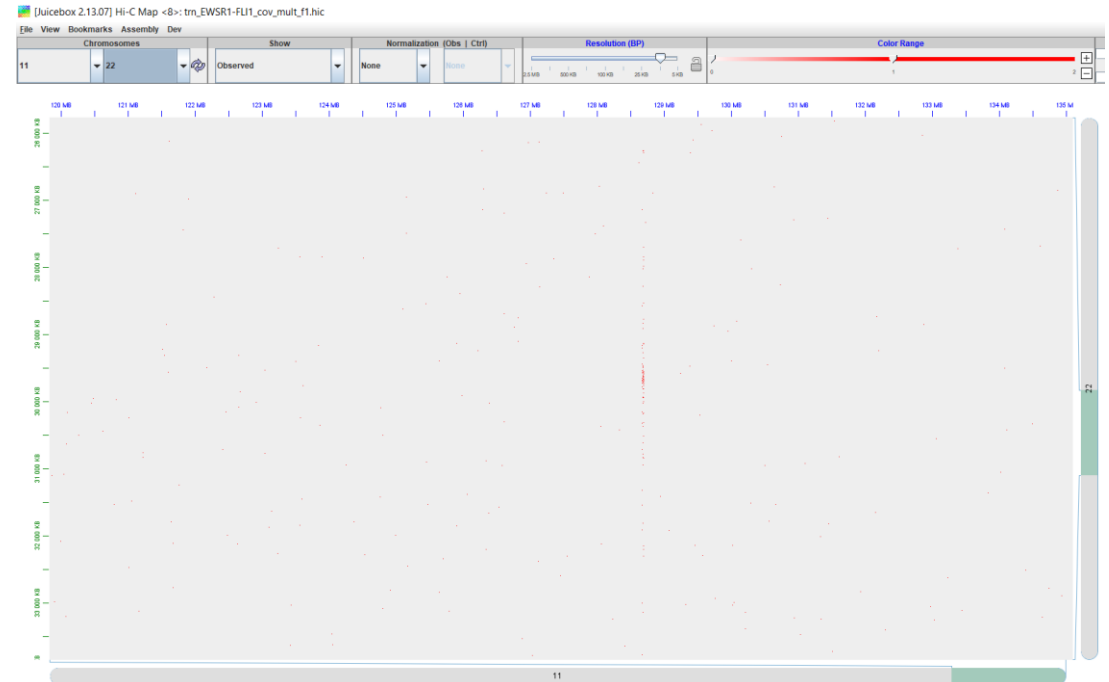 [Juicebox 2.13.07] Hi-C Map <8>: trn_EWSR1-FLI1_cov_mult_f1.hic
File View Bookmarks Assembly Dev
Chromosomes Show Normalization (Obs | Ctrl) Resolution (BP) Color Range
11 22 Observed None None
2.5 MB 500 KB 100 KB 25 KB 5 KB
0 1 2
120 MB 121 MB 122 MB 123 MB 124 MB 125 MB 126 MB 127 MB 128 MB 129 MB 130 MB 131 MB 132 MB 133 MB 134 MB 135 M
26 000 KB
27 000 KB
28 000 KB
29 000 KB
30 000 KB
31 000 KB
32 000 KB
33 000 KB
22
11